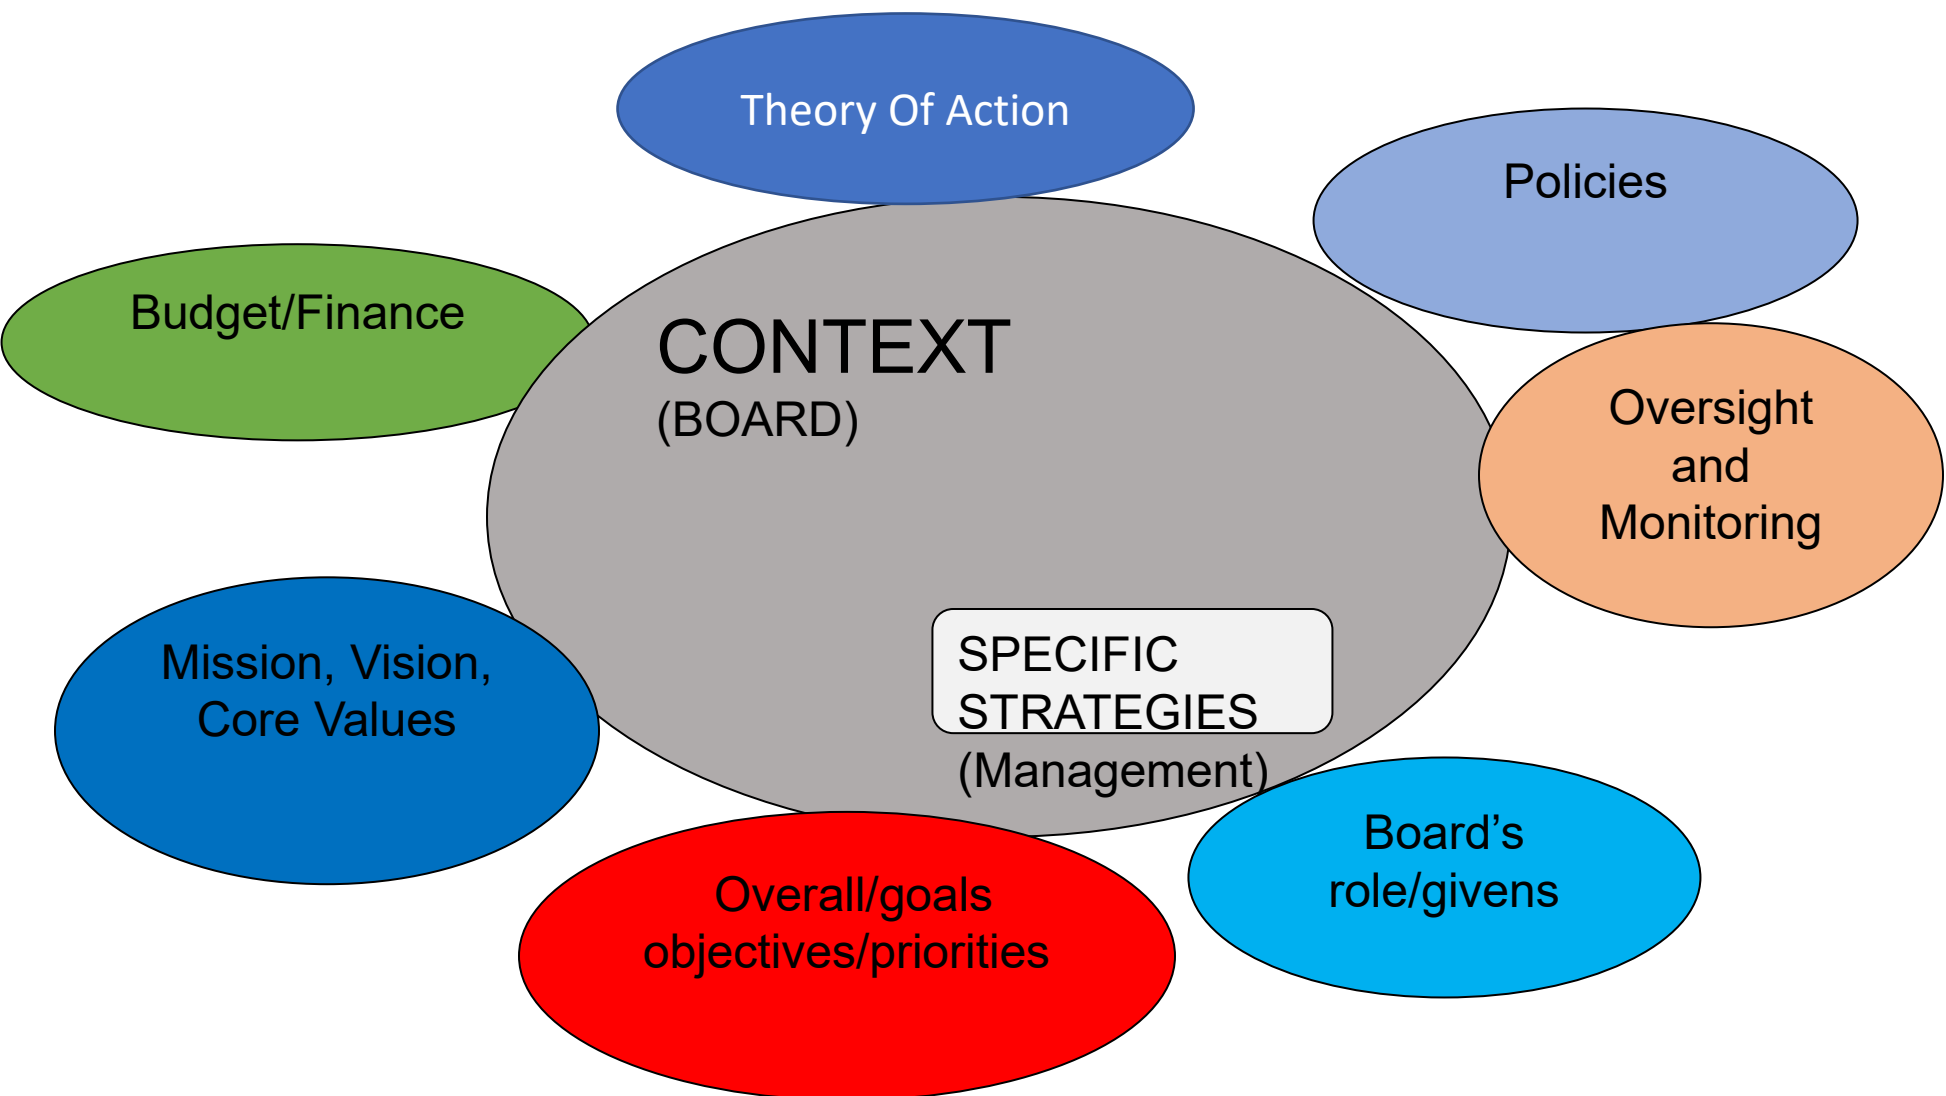 Theory Of Action
Policies
Budget/Finance
CONTEXT
(BOARD)
Oversight
and
Monitoring
Mission, Vision,
Core Values
SPECIFIC
STRATEGIES
(Management)
Board’s
role/givens
Overall/goals
objectives/priorities